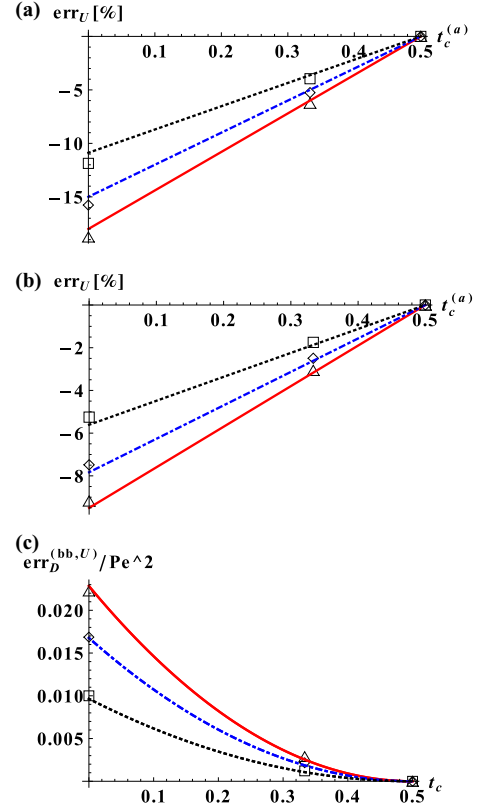 (a) err_U [%]
0.1 0.2 0.3 0.4 0.5 t_c^(a)
-5
-10
-15
(b) err_U [%]
0.1 0.2 0.3 0.4 0.5 t_c^(a)
-2
-4
-6
-8
(c)
err_D^(bb,U)/Pe^2
0.020
0.015
0.010
0.005
0.1 0.2 0.3 0.4 0.5 t_c